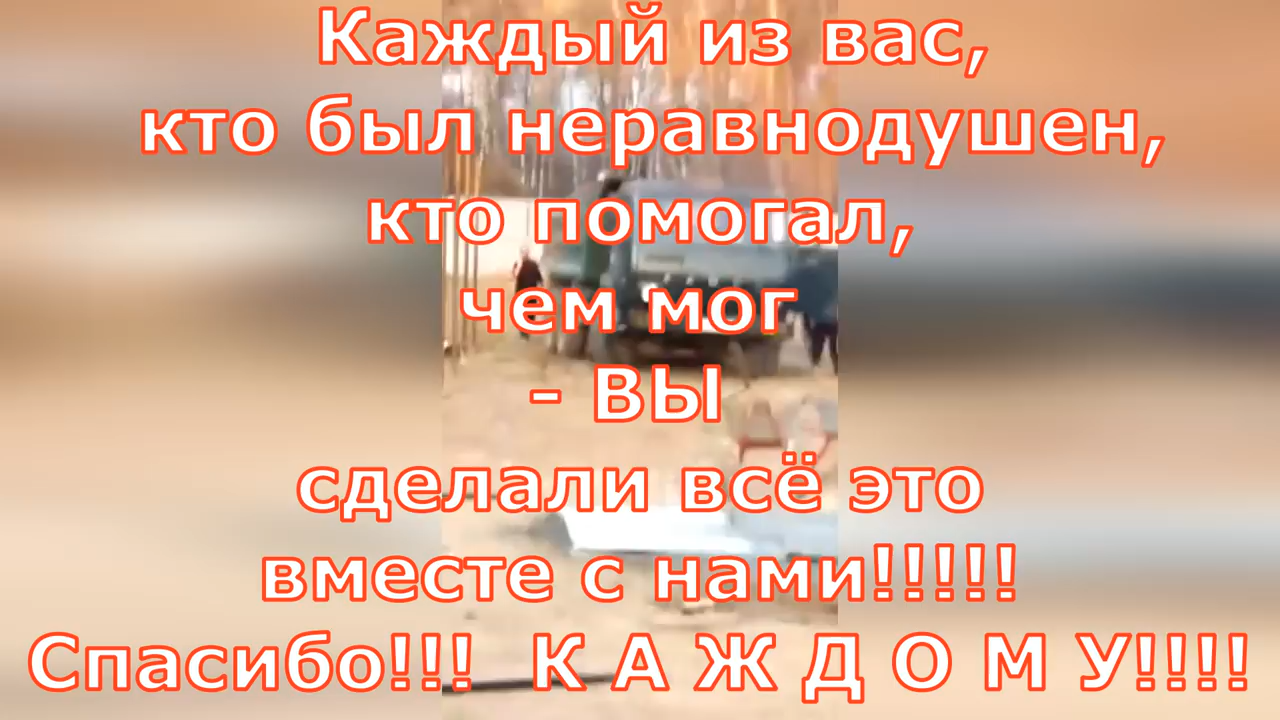 Каждый из вас,
кто был неравнодушен,
кто помогал,
чем мог
- ВЫ
сделали всё это
вместе с нами!!!!!
Спасибо!!! К А Ж Д О М У!!!!